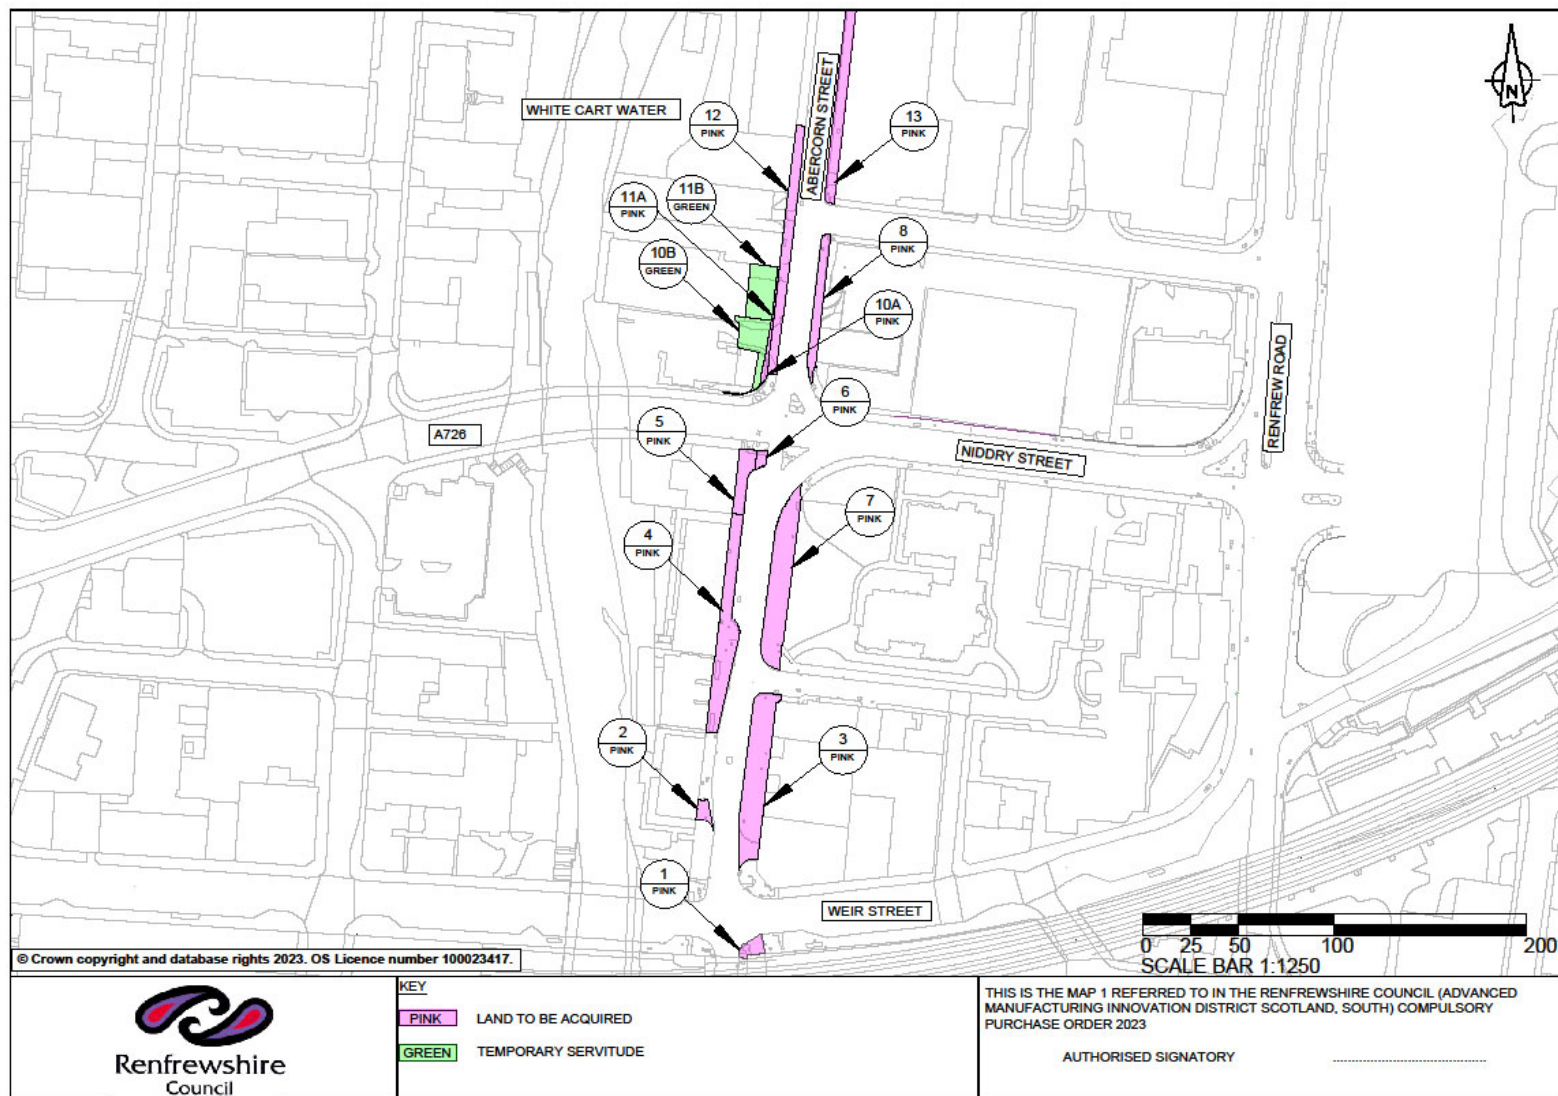 WHITE CART WATER
ABERCORN STREET
12
PINK
13
PINK
N
11A
PINK
11B
GREEN
10B
GREEN
8
PINK
10A
PINK
6
PINK
5
PINK
A726
NIDDRY STREET
RENFREW ROAD
7
PINK
4
PINK
2
PINK
3
PINK
1
PINK
WEIR STREET
0 25 50 100 200
SCALE BAR 1:1250
© Crown copyright and database rights 2023. OS Licence number 100023417.
Renfrewshire
Council
KEY
PINK LAND TO BE ACQUIRED
GREEN TEMPORARY SERVITUDE
THIS IS THE MAP 1 REFERRED TO IN THE RENFREWSHIRE COUNCIL (ADVANCED
MANUFACTURING INNOVATION DISTRICT SCOTLAND, SOUTH) COMPULSORY
PURCHASE ORDER 2023
AUTHORISED SIGNATORY